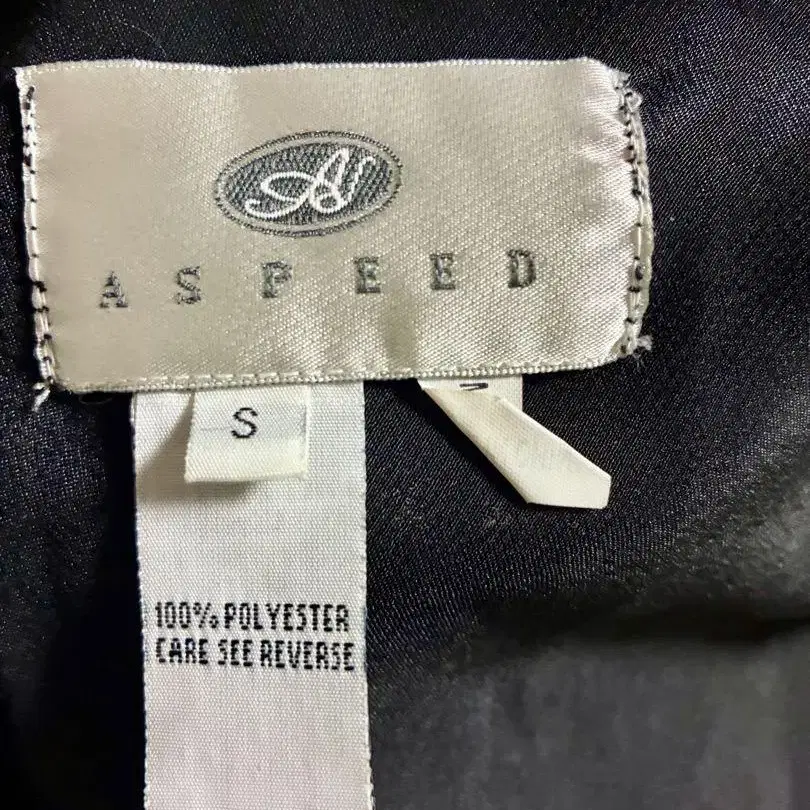 A
ASPEED
S
100% POLYESTER
CARE SEE REVERSE